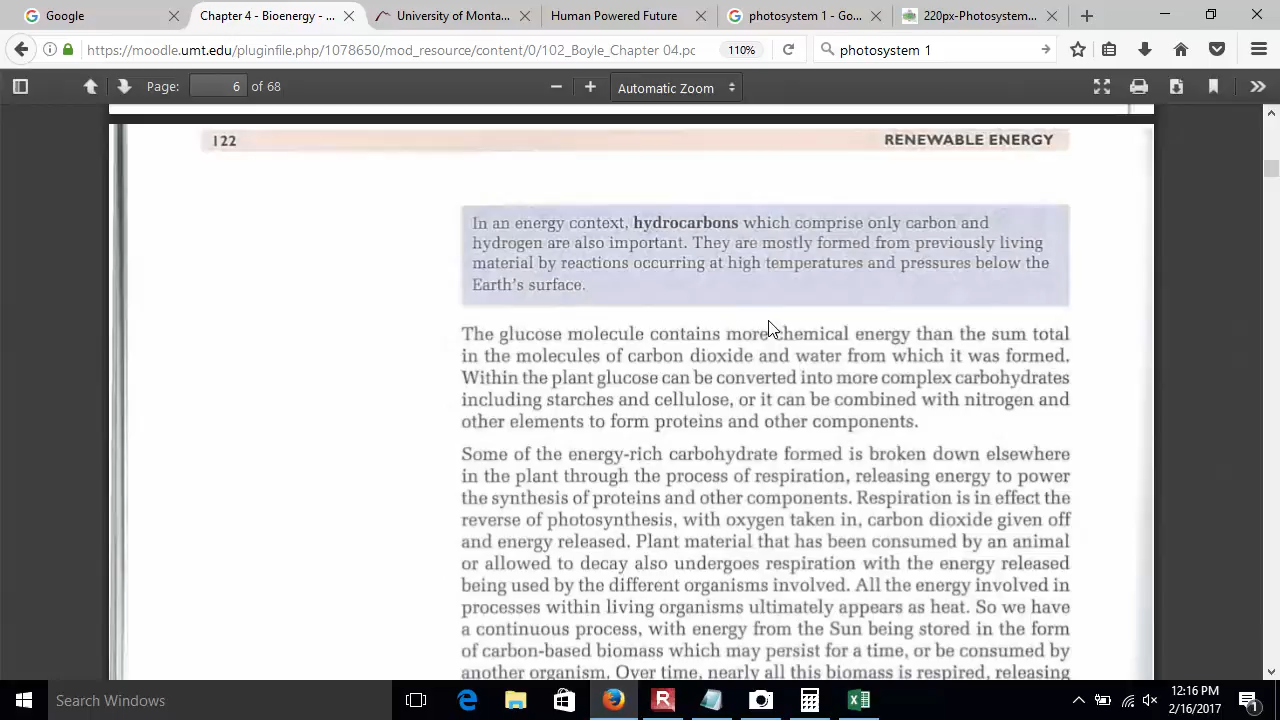 Google
Chapter 4 - Bioenergy - ...
University of Monta...
Human Powered Future
photosystem 1 - Go...
220px-Photosystem...
https://moodle.umt.edu/pluginfile.php/1078650/mod_resource/content/0/102_Boyle_Chapter 04.pc
110%
photosystem 1
Page: 6 of 68
Automatic Zoom
122
RENEWABLE ENERGY
In an energy context, hydrocarbons which comprise only carbon and
hydrogen are also important. They are mostly formed from previously living
material by reactions occurring at high temperatures and pressures below the
Earth's surface.
The glucose molecule contains more chemical energy than the sum total
in the molecules of carbon dioxide and water from which it was formed.
Within the plant glucose can be converted into more complex carbohydrates
including starches and cellulose, or it can be combined with nitrogen and
other elements to form proteins and other components.
Some of the energy-rich carbohydrate formed is broken down elsewhere
in the plant through the process of respiration, releasing energy to power
the synthesis of proteins and other components. Respiration is in effect the
reverse of photosynthesis, with oxygen taken in, carbon dioxide given off
and energy released. Plant material that has been consumed by an animal
or allowed to decay also undergoes respiration with the energy released
being used by the different organisms involved. All the energy involved in
processes within living organisms ultimately appears as heat. So we have
a continuous process, with energy from the Sun being stored in the form
of carbon-based biomass which may persist for a time, or be consumed by
another organism. Over time, nearly all this biomass is respired, releasing
Search Windows
12:16 PM
2/16/2017
1